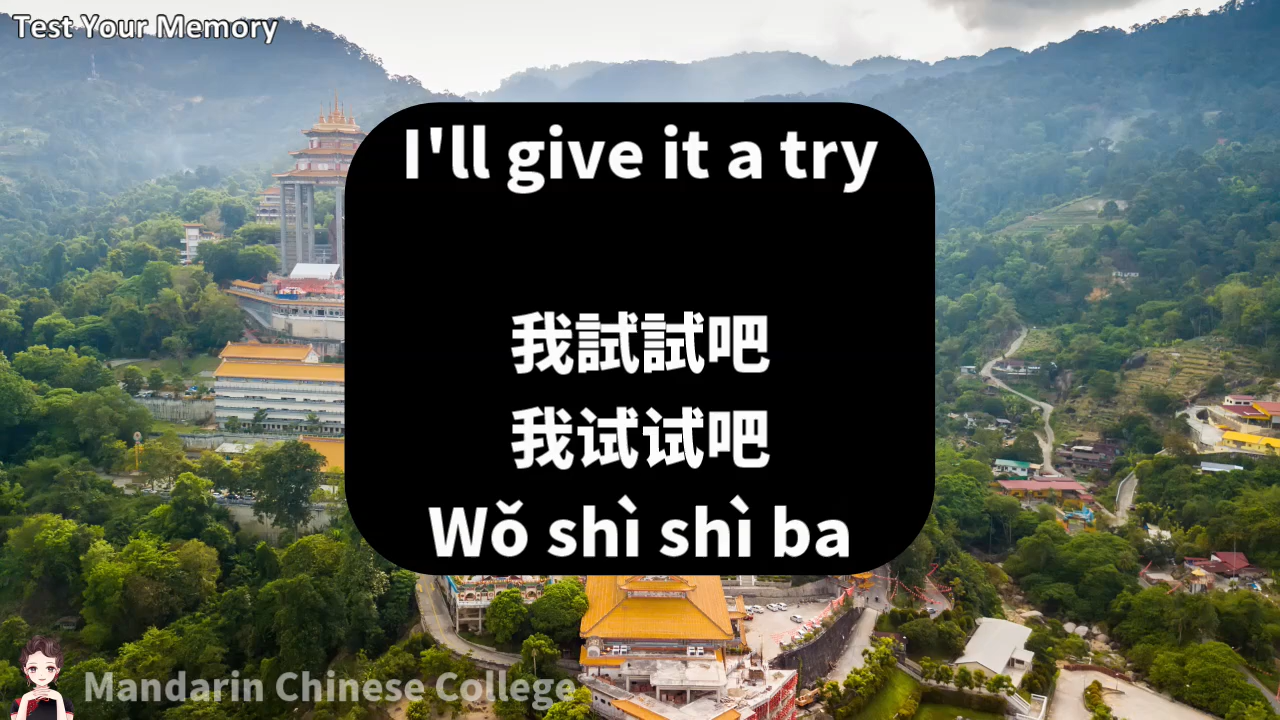 Test Your Memory
I'll give it a try
我試試吧
我试试吧
Wǒ shì shì ba
Mandarin Chinese College